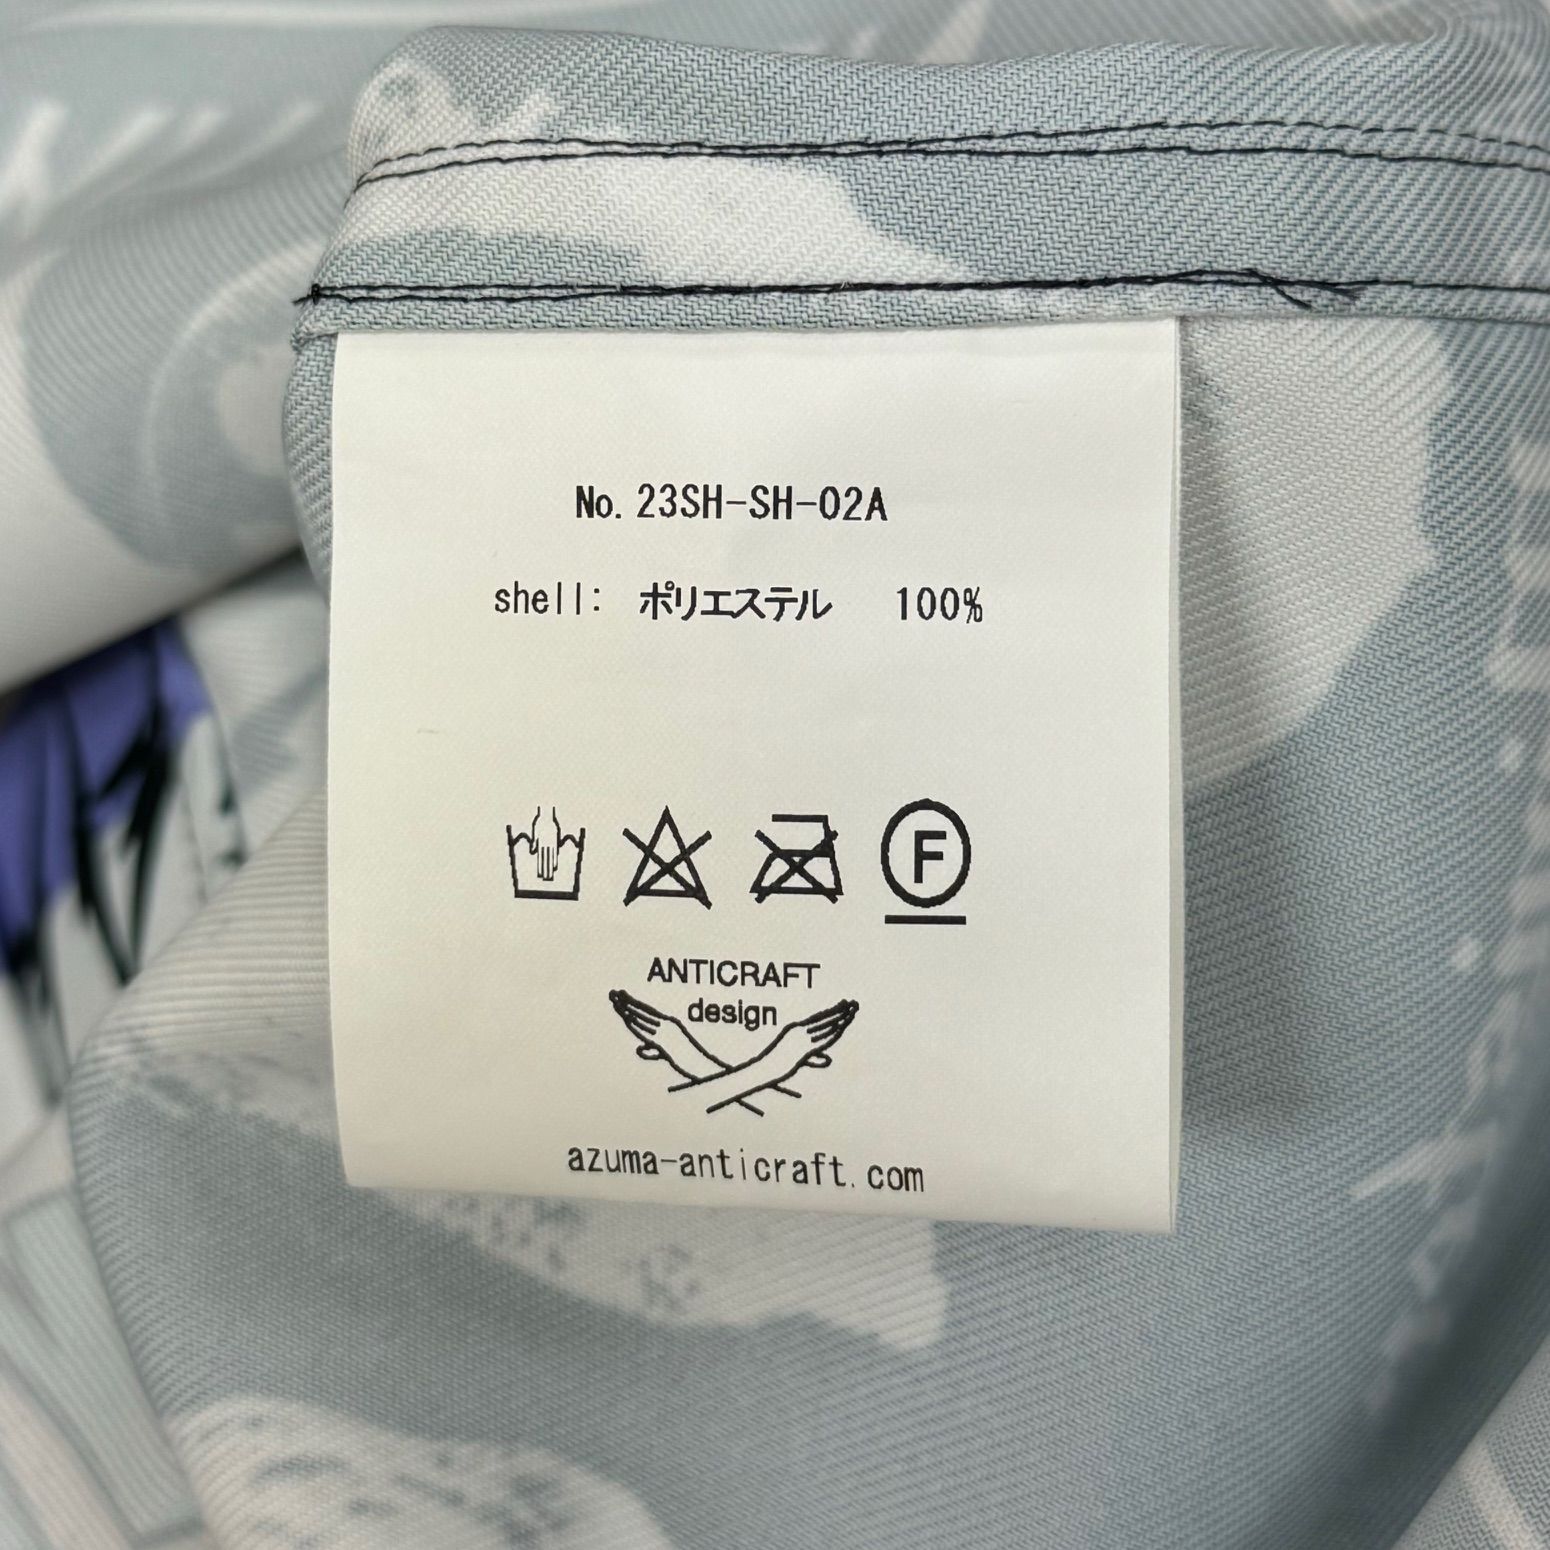 No. 23SH-SH-02A
shell: ポリエステル 100%
F
ANTICRAFT
design
azuma-anticraft.com